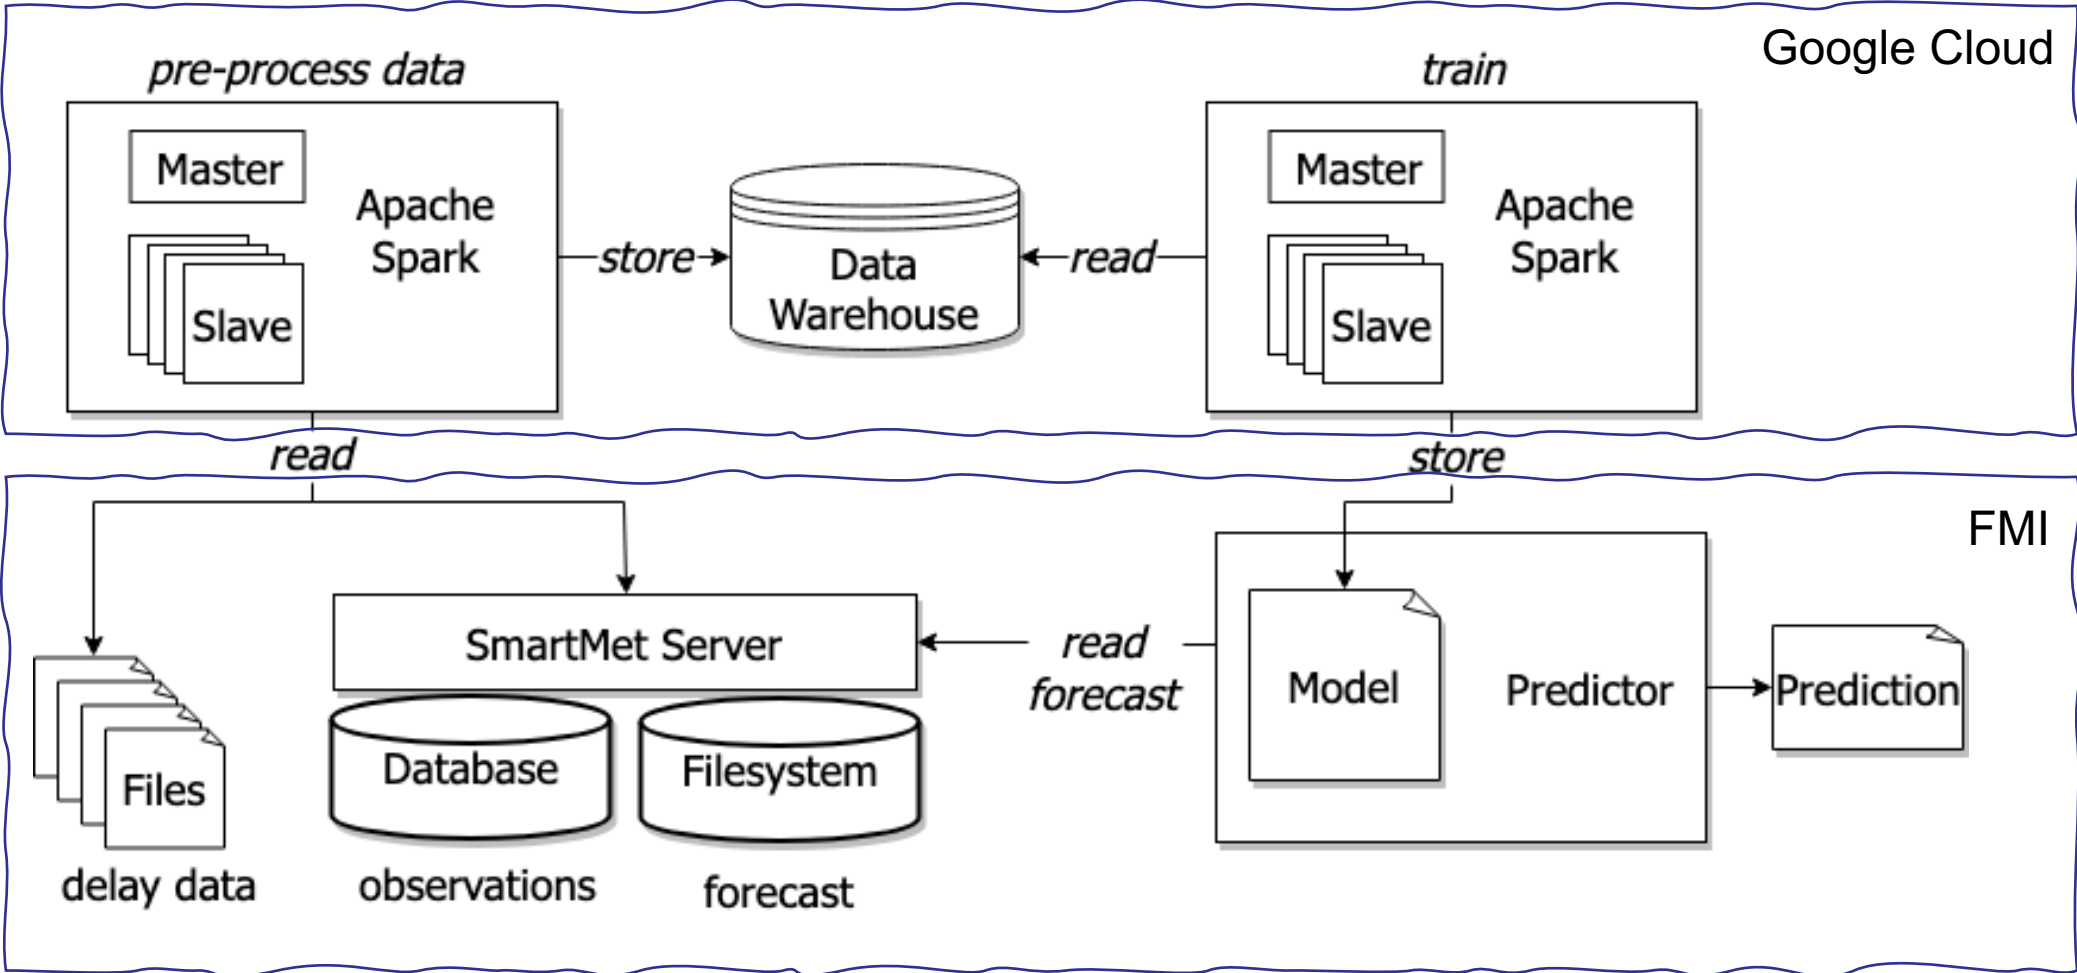 Google Cloud
pre-process data
train
Master
Apache
Spark
Slave
store
Data
Warehouse
read
Master
Apache
Spark
Slave
read
store
FMI
SmartMet Server
read
forecast
Model
Predictor
Prediction
Database
Filesystem
Files
delay data
observations
forecast